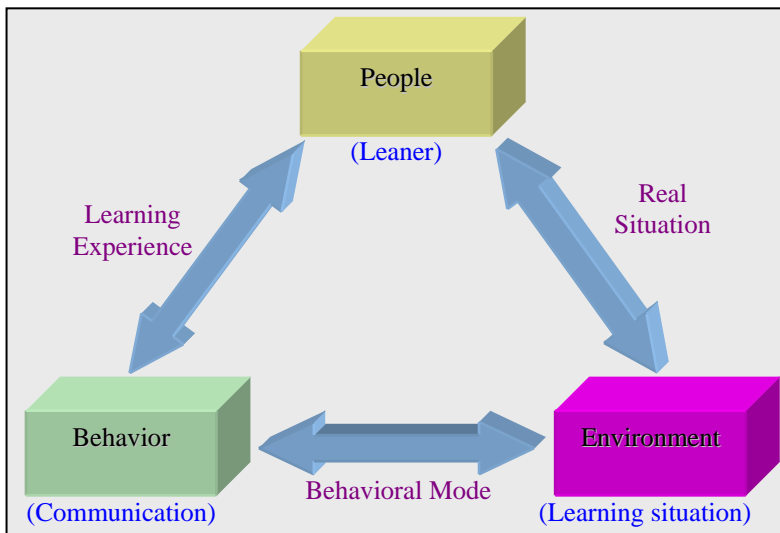 People
(Leaner)
Learning
Experience
Real
Situation
Behavior
(Communication)
Behavioral Mode
Environment
(Learning situation)